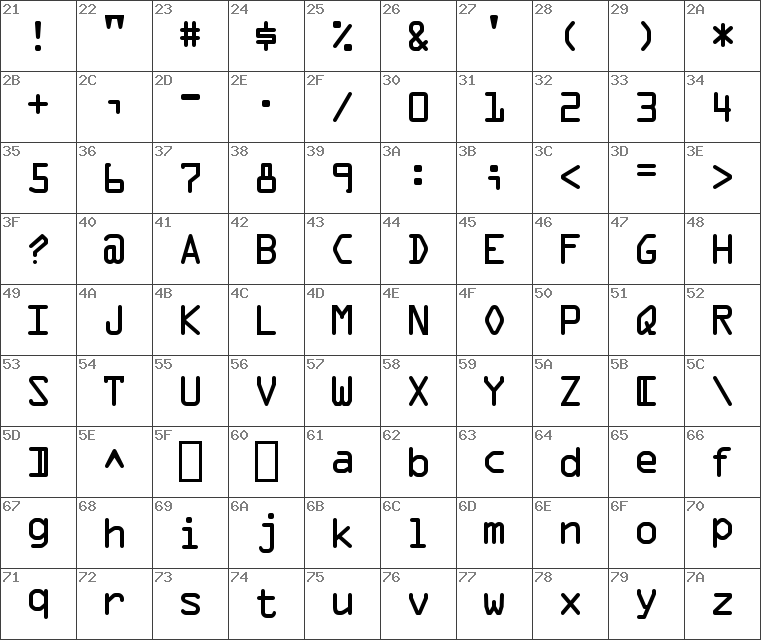 21 22 23 24 25 26 27 28 29 2A
! " # $ % & ' ( ) *
2B 2C 2D 2E 2F 30 31 32 33 34
+ , - . / 0 1 2 3 4
35 36 37 38 39 3A 3B 3C 3D 3E
5 6 7 8 9 : ; < = >
3F 40 41 42 43 44 45 46 47 48
? @ A B C D E F G H
49 4A 4B 4C 4D 4E 4F 50 51 52
I J K L M N O P Q R
53 54 55 56 57 58 59 5A 5B 5C
S T U V W X Y Z [ \
5D 5E 5F 60 61 62 63 64 65 66
] ^ a b c d e f
67 68 69 6A 6B 6C 6D 6E 6F 70
g h i j k l m n o p
71 72 73 74 75 76 77 78 79 7A
q r s t u v w x y z